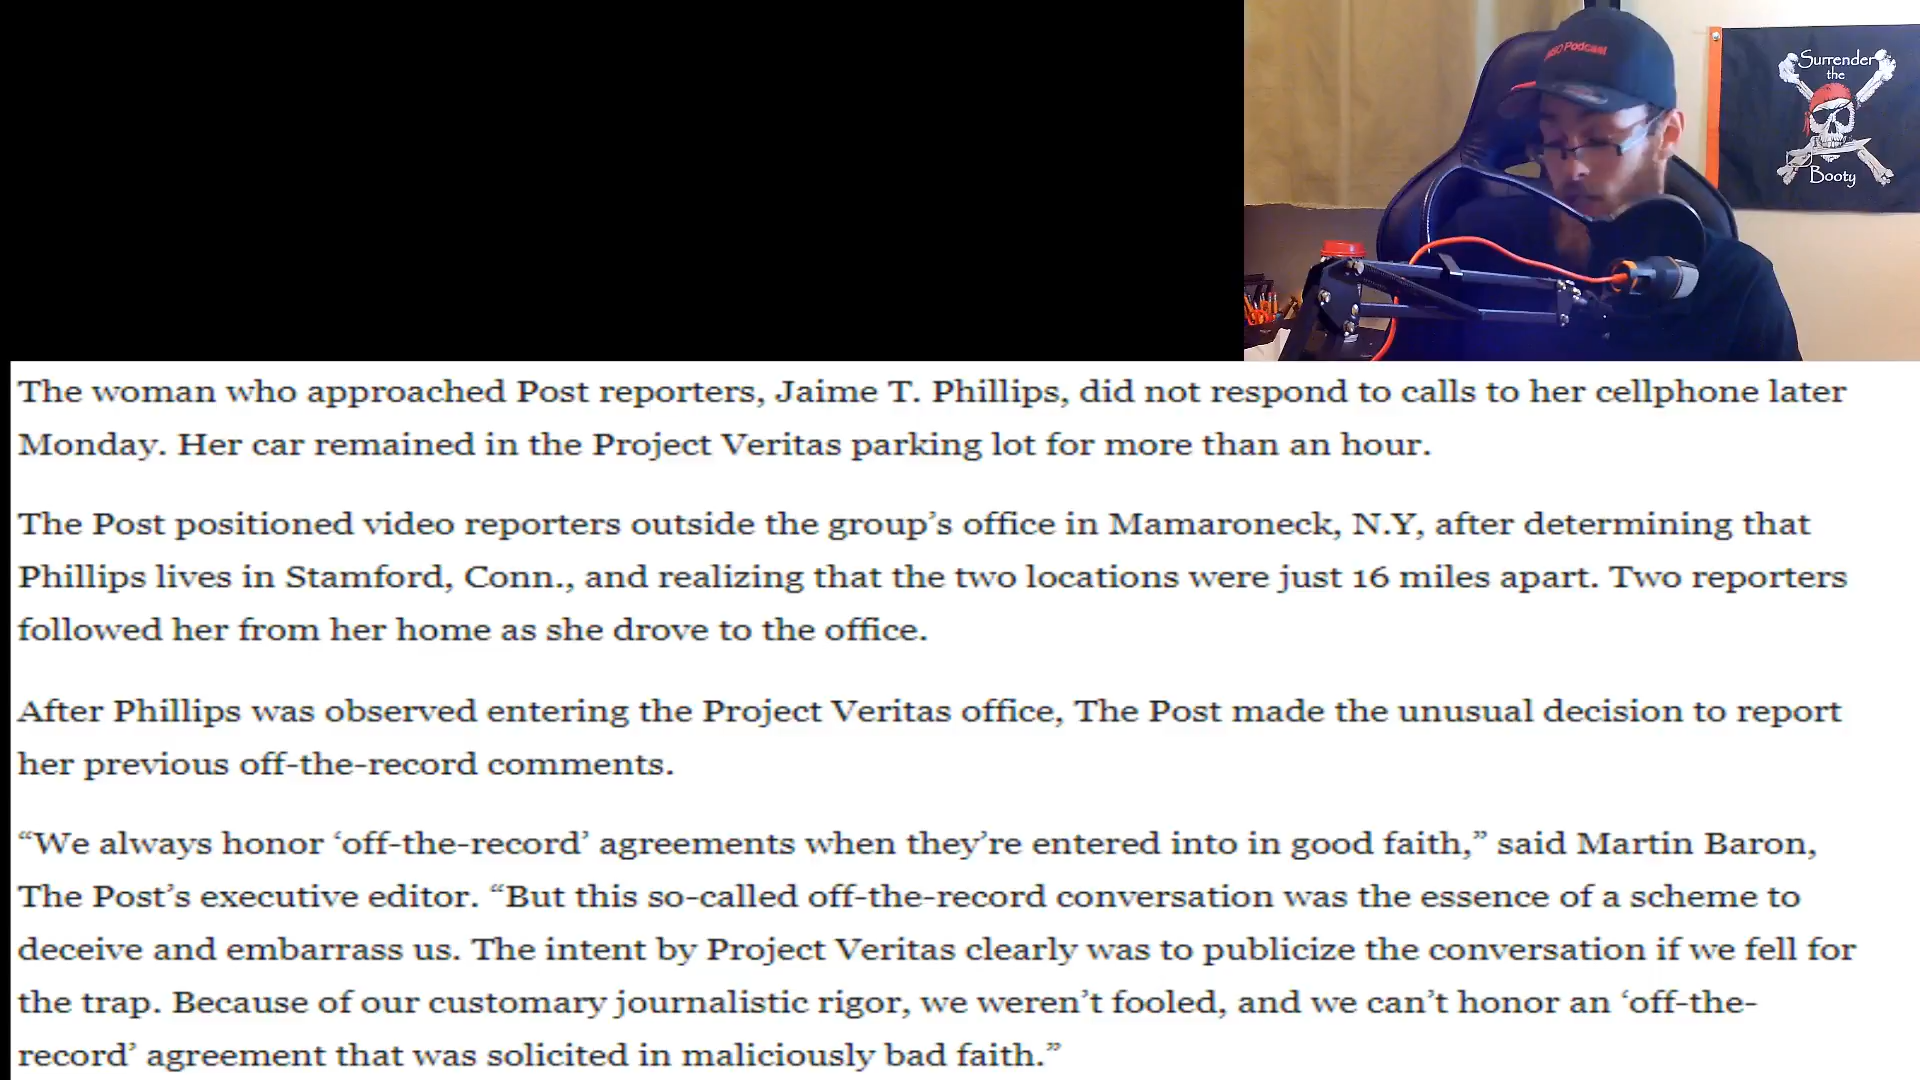 Podcast
Surrender
the
Booty
The woman who approached Post reporters, Jaime T. Phillips, did not respond to calls to her cellphone later
Monday. Her car remained in the Project Veritas parking lot for more than an hour.
The Post positioned video reporters outside the group’s office in Mamaroneck, N.Y, after determining that
Phillips lives in Stamford, Conn., and realizing that the two locations were just 16 miles apart. Two reporters
followed her from her home as she drove to the office.
After Phillips was observed entering the Project Veritas office, The Post made the unusual decision to report
her previous off-the-record comments.
“We always honor ‘off-the-record’ agreements when they’re entered into in good faith,” said Martin Baron,
The Post’s executive editor. “But this so-called off-the-record conversation was the essence of a scheme to
deceive and embarrass us. The intent by Project Veritas clearly was to publicize the conversation if we fell for
the trap. Because of our customary journalistic rigor, we weren’t fooled, and we can’t honor an ‘off-the-
record’ agreement that was solicited in maliciously bad faith.”